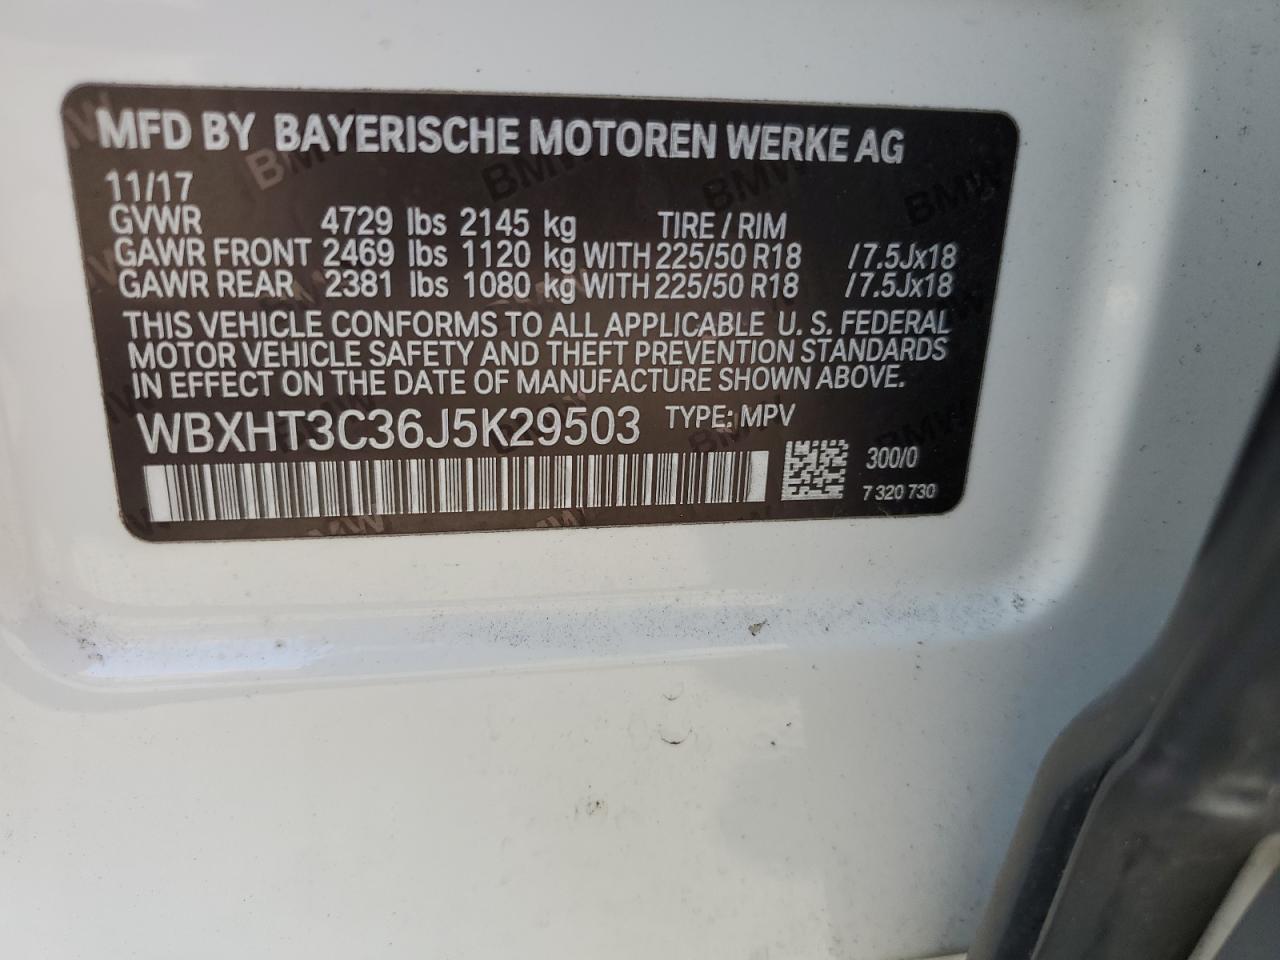 MFD BY BAYERISCHE MOTOREN WERKE AG
11/17
GVWR 4729 lbs 2145 kg TIRE / RIM
GAWR FRONT 2469 lbs 1120 kg WITH 225/50 R18 /7.5Jx18
GAWR REAR 2381 lbs 1080 kg WITH 225/50 R18 /7.5Jx18
THIS VEHICLE CONFORMS TO ALL APPLICABLE U. S. FEDERAL
MOTOR VEHICLE SAFETY AND THEFT PREVENTION STANDARDS
IN EFFECT ON THE DATE OF MANUFACTURE SHOWN ABOVE.
WBXHT3C36J5K29503 TYPE: MPV
300/0
7 320 730